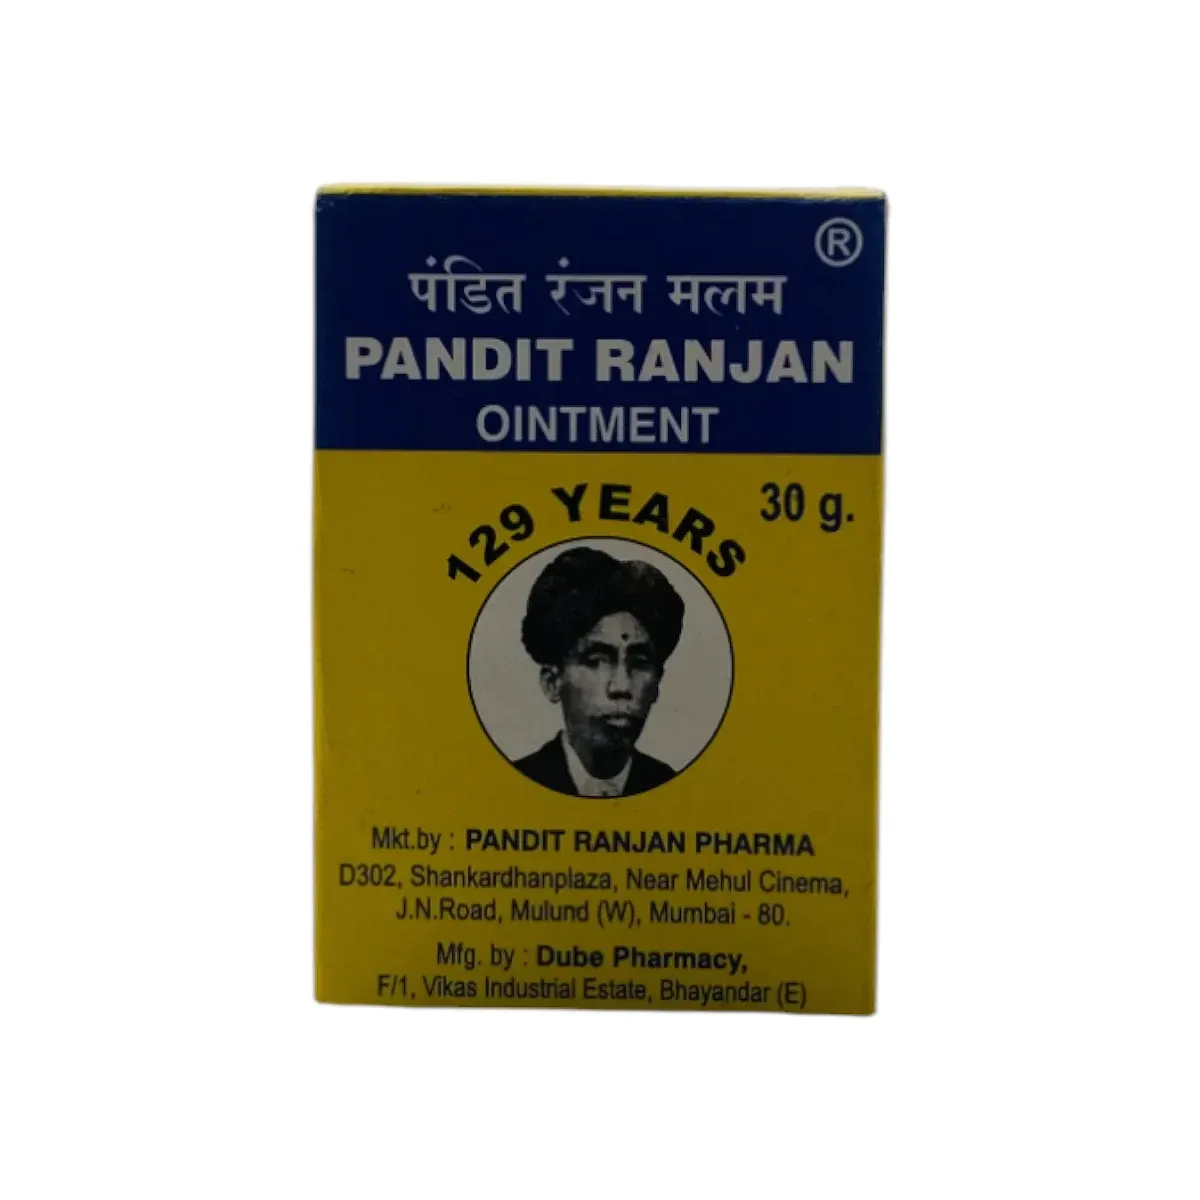 ®
पंडित रंजन मलम
PANDIT RANJAN
OINTMENT
129 YEARS
30 g.
Mkt.by : PANDIT RANJAN PHARMA
D302, Shankardhanplaza, Near Mehul Cinema,
J.N.Road, Mulund (W), Mumbai - 80.
Mfg. by : Dube Pharmacy,
F/1, Vikas Industrial Estate, Bhayandar (E)